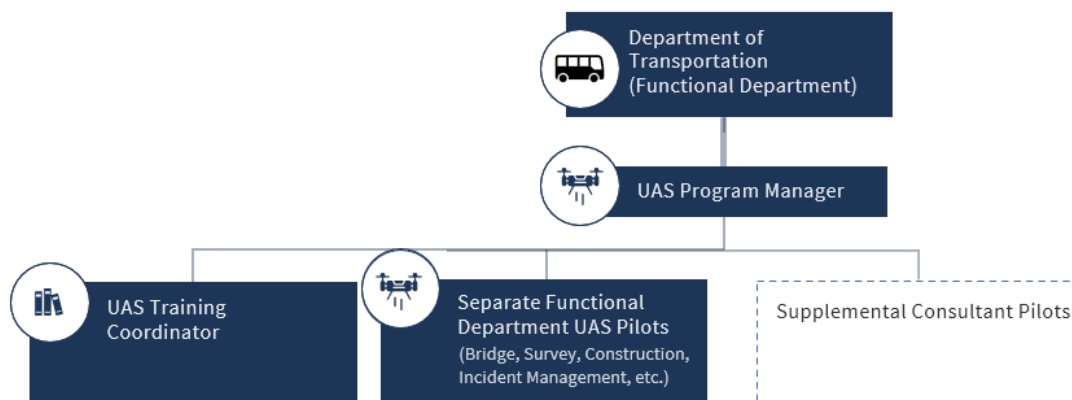 Department of
Transportation
(Functional Department)
UAS Program Manager
UAS Training
Coordinator
Separate Functional
Department UAS Pilots
(Bridge, Survey, Construction,
Incident Management, etc.)
Supplemental Consultant Pilots